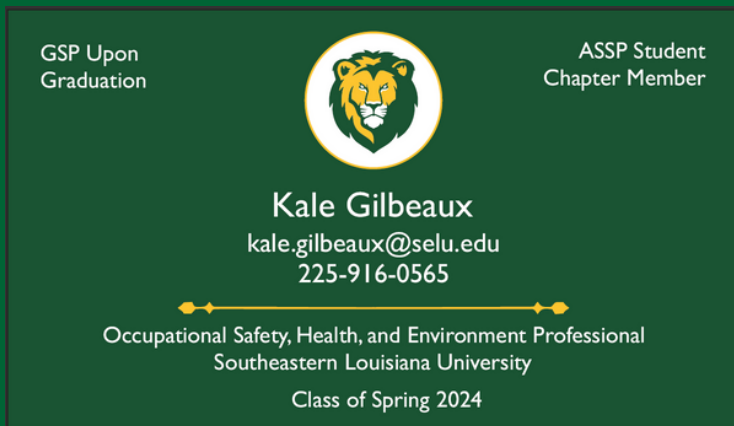 GSP Upon
Graduation
ASSP Student
Chapter Member
Kale Gilbeaux
kale.gilbeaux@selu.edu
225-916-0565
Occupational Safety, Health, and Environment Professional
Southeastern Louisiana University
Class of Spring 2024